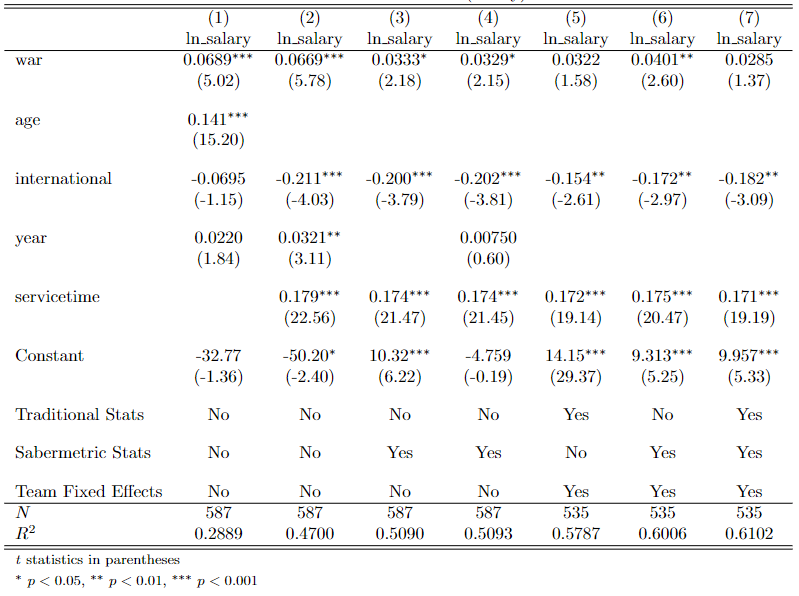 (1) (2) (3) (4) (5) (6) (7)
ln_salary ln_salary ln_salary ln_salary ln_salary ln_salary ln_salary
war 0.0689*** 0.0669*** 0.0333* 0.0329* 0.0322 0.0401** 0.0285
(5.02) (5.78) (2.18) (2.15) (1.58) (2.60) (1.37)
age 0.141***
(15.20)
international -0.0695 -0.211*** -0.200*** -0.202*** -0.154** -0.172** -0.182**
(-1.15) (-4.03) (-3.79) (-3.81) (-2.61) (-2.97) (-3.09)
year 0.0220 0.0321** 0.00750
(1.84) (3.11) (0.60)
servicetime 0.179*** 0.174*** 0.174*** 0.172*** 0.175*** 0.171***
(22.56) (21.47) (21.45) (19.14) (20.47) (19.19)
Constant -32.77 -50.20* 10.32*** -4.759 14.15*** 9.313*** 9.957***
(-1.36) (-2.40) (6.22) (-0.19) (29.37) (5.25) (5.33)
Traditional Stats No No No No Yes No Yes
Sabermetric Stats No No Yes Yes No Yes Yes
Team Fixed Effects No No No No Yes Yes Yes
N 587 587 587 587 535 535 535
R² 0.2889 0.4700 0.5090 0.5093 0.5787 0.6006 0.6102
t statistics in parentheses
* p < 0.05, ** p < 0.01, *** p < 0.001